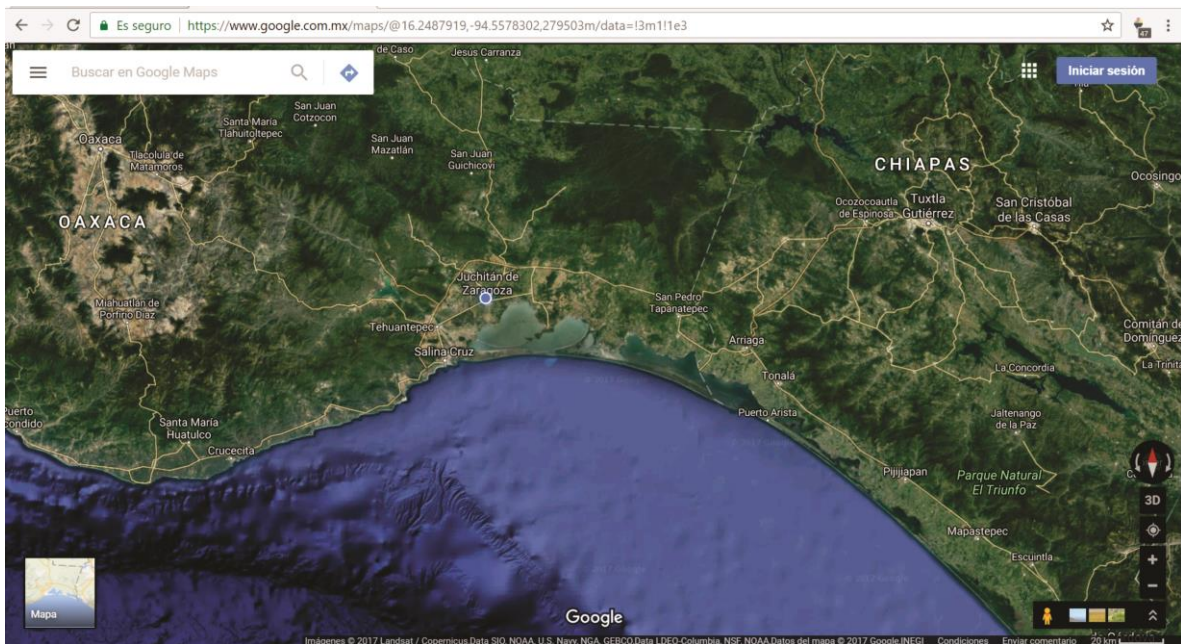 Es seguro | https://www.google.com.mx/maps/@16.2487919,-94.5578302,279503m/data=!3m1!1e3
47
Buscar en Google Maps
Iniciar sesión
de Caso
Jesus Carranza
San Juan
Cotzocon
Santa Maria
Tlahuitoltepec
Oaxaca
Tlacolula de
Matamoros
San Juan
Mazatlán
San Juan
Guichicovi
CHIAPAS
Ocosingo
OAXACA
Ocozocoautla
de Espinosa
Tuxtla
Gutiérrez
San Cristóbal
de las Casas
Juchitán de
Zaragoza
Miahuatlán de
Porfirio Díaz
San Pedro
Tapanatepec
Tehuantepec
Comitán de
Domínguez
Arriaga
Salina Cruz
La Concordia
La Trinita
Tonalá
Puerto Arista
Puerto
condido
Santa María
Huatulco
Jaltenango
de la Paz
Crucecita
Pijijiapan
Parque Natural
El Triunfo
3D
Mapastepec
Escuintla
Mapa
Google
Imágenes © 2017 Landsat / Copernicus,Data SIO, NOAA, U.S. Navy, NGA, GEBCO,Data LDEO-Columbia, NSF, NOAA,Datos del mapa © 2017 Google,INEGI Condiciones Enviar comentario 20 km